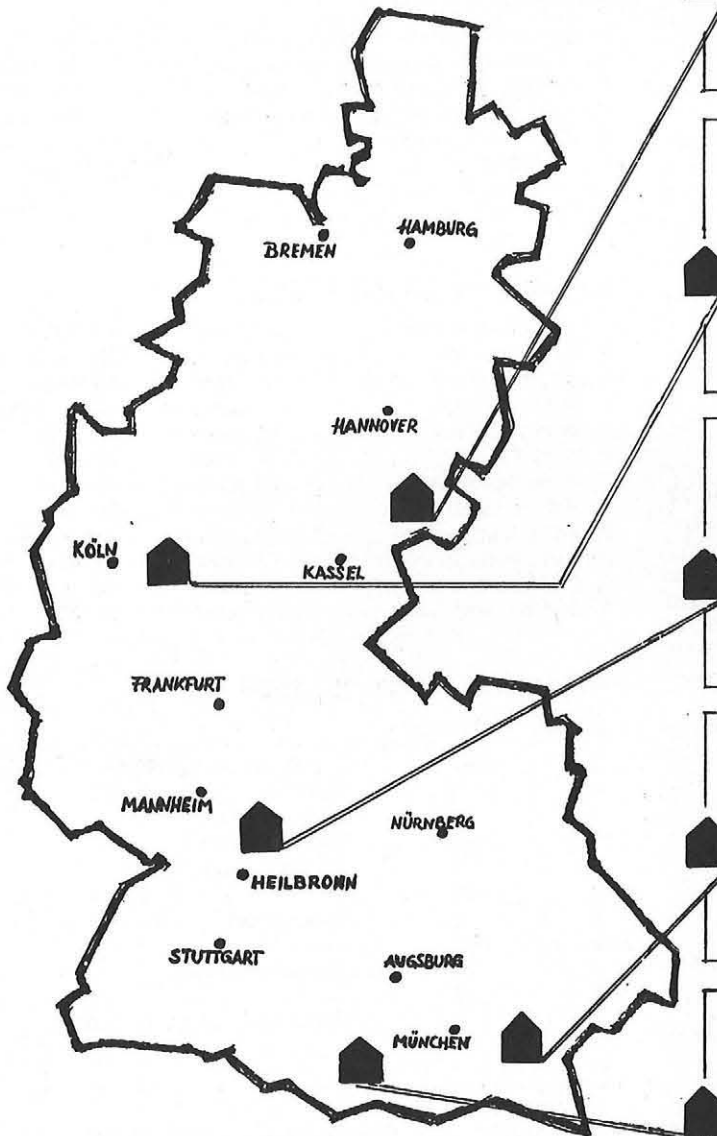 BREMEN
HAMBURG
HANNOVER
KÖLN
KASSEL
FRANKFURT
MANNHEIM
NÜRNBERG
HEILBRONN
STUTTGART
AUGSBURG
MÜNCHEN